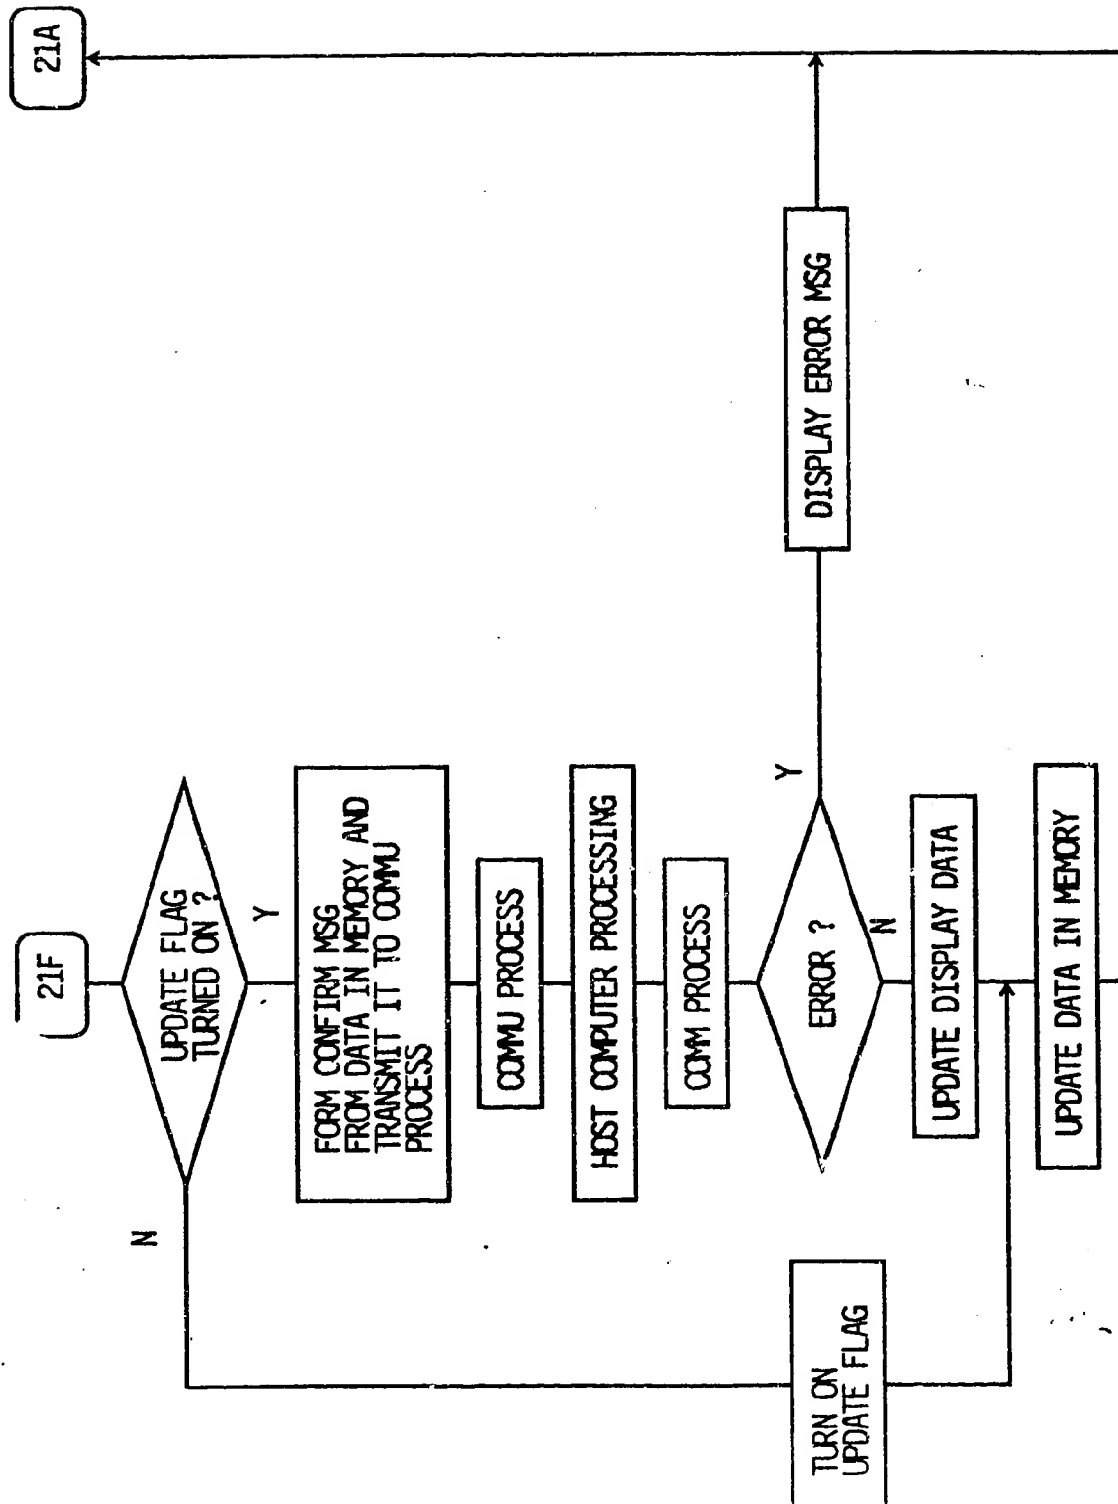 21F
21A
UPDATE FLAG
TURNED ON ?
N
Y
FORM CONFIRM MSG
FROM DATA IN MEMORY AND
TRANSMIT IT TO COMMU
PROCESS
COMMU PROCESS
HOST COMPUTER PROCESSING
COMM PROCESS
ERROR ?
Y
N
DISPLAY ERROR MSG
TURN ON
UPDATE FLAG
UPDATE DISPLAY DATA
UPDATE DATA IN MEMORY